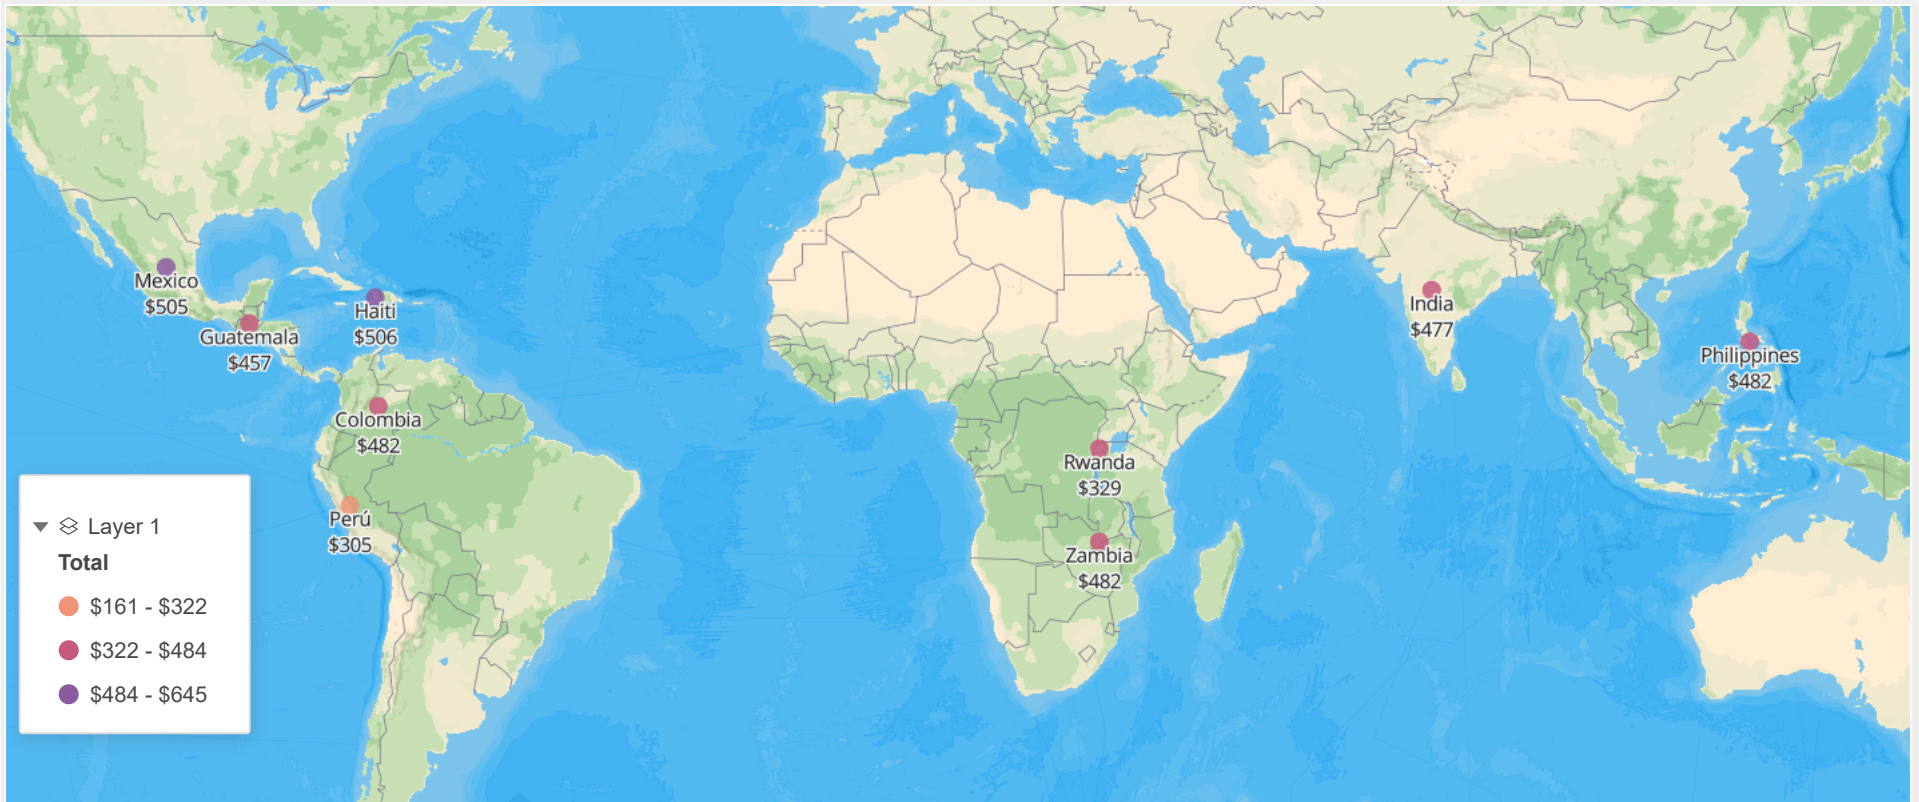 Mexico
$505
Haiti
$506
Guatemala
$457
India
$477
Philippines
$482
Colombia
$482
Rwanda
$329
Perú
$305
Zambia
$482
Layer 1
Total
$161 - $322
$322 - $484
$484 - $645